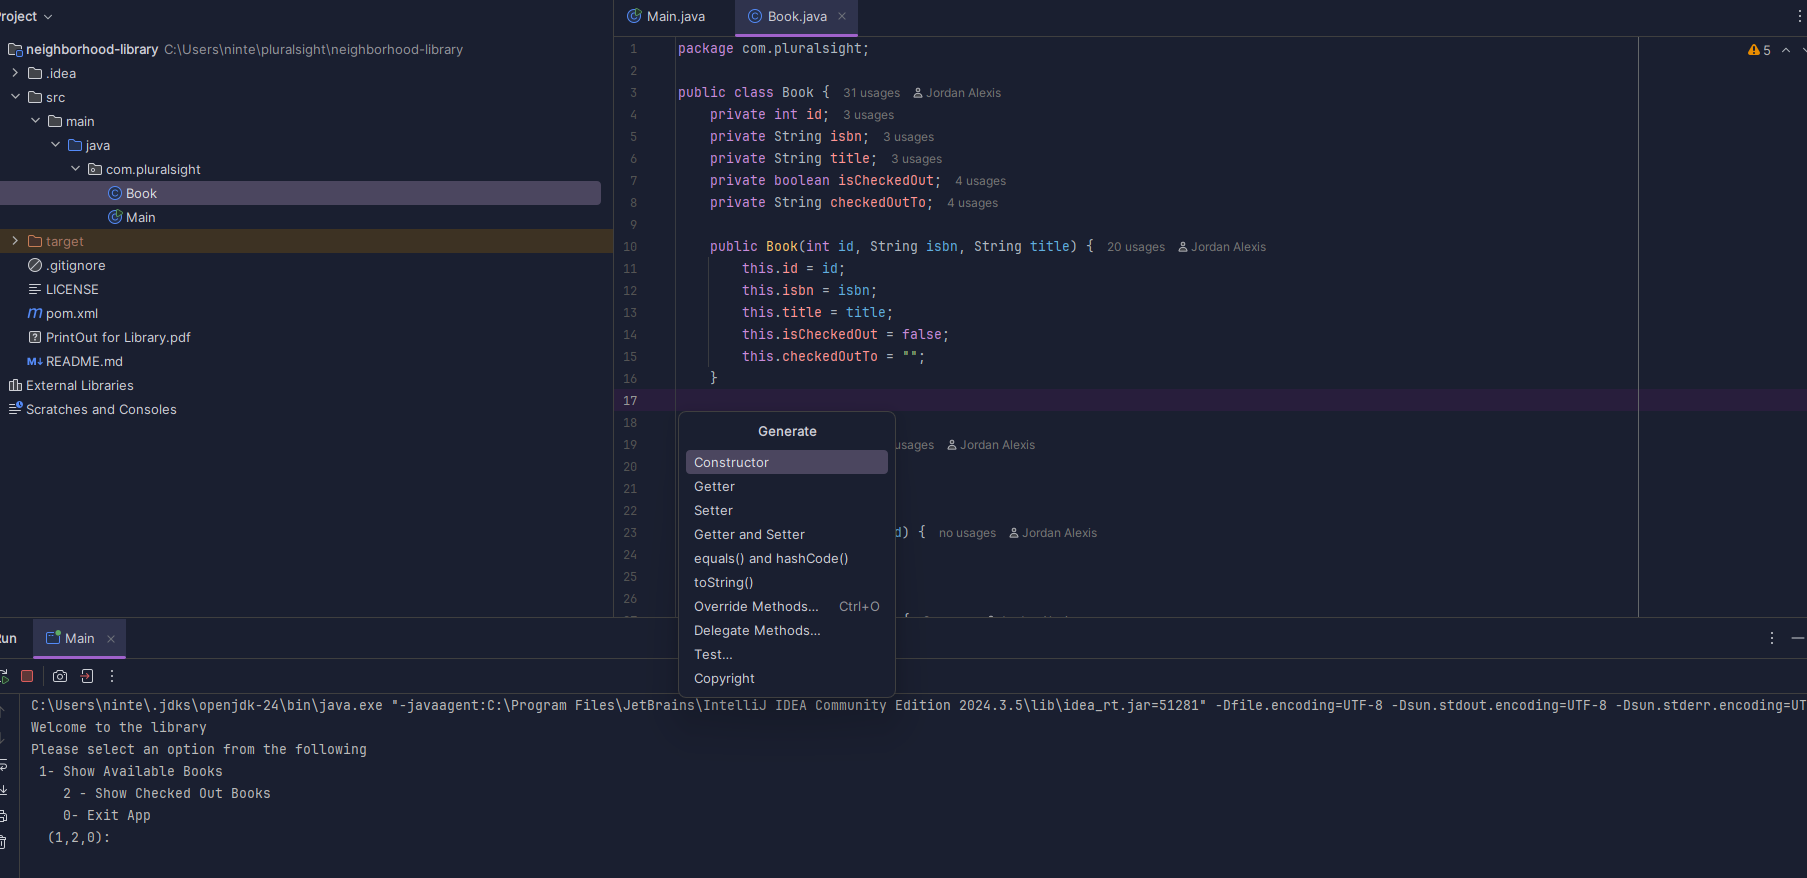 Project
neighborhood-library C:\Users\ninte\pluralsight\neighborhood-library
.idea
src
main
java
com.pluralsight
Book
Main
target
.gitignore
LICENSE
pom.xml
PrintOut for Library.pdf
README.md
External Libraries
Scratches and Consoles
Main.java
Book.java
5
1 package com.pluralsight;
2
3 public class Book { 31 usages Jordan Alexis
4 private int id; 3 usages
5 private String isbn; 3 usages
6 private String title; 3 usages
7 private boolean isCheckedOut; 4 usages
8 private String checkedOutTo; 4 usages
9
10 public Book(int id, String isbn, String title) { 20 usages Jordan Alexis
11 this.id = id;
12 this.isbn = isbn;
13 this.title = title;
14 this.isCheckedOut = false;
15 this.checkedOutTo = "";
16 }
17
18
19 usages Jordan Alexis
20
21
22
23 d) { no usages Jordan Alexis
24
25
26
Generate
Constructor
Getter
Setter
Getter and Setter
equals() and hashCode()
toString()
Override Methods... Ctrl+O
Delegate Methods...
Test...
Copyright
Run
Main
C:\Users\ninte\.jdks\openjdk-24\bin\java.exe "-javaagent:C:\Program Files\JetBrains\IntelliJ IDEA Community Edition 2024.3.5\lib\idea_rt.jar=51281" -Dfile.encoding=UTF-8 -Dsun.stdout.encoding=UTF-8 -Dsun.stderr.encoding=UT
Welcome to the library
Please select an option from the following
1- Show Available Books
2 - Show Checked Out Books
0- Exit App
(1,2,0):